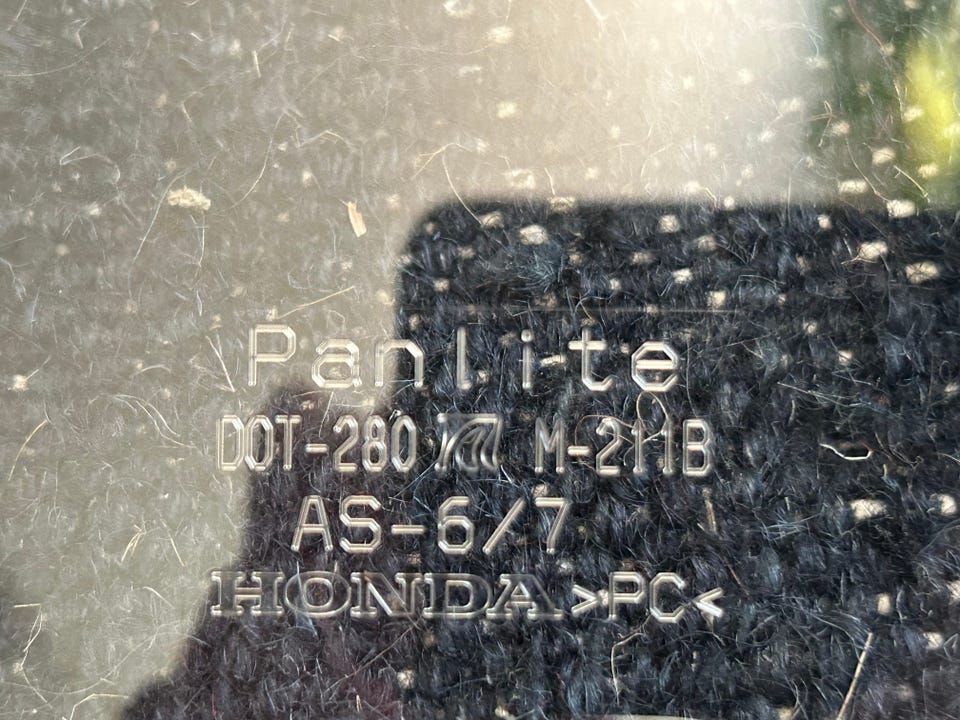 Panlite
DOT-280 M-211B
AS-6/7
HONDA >PC<